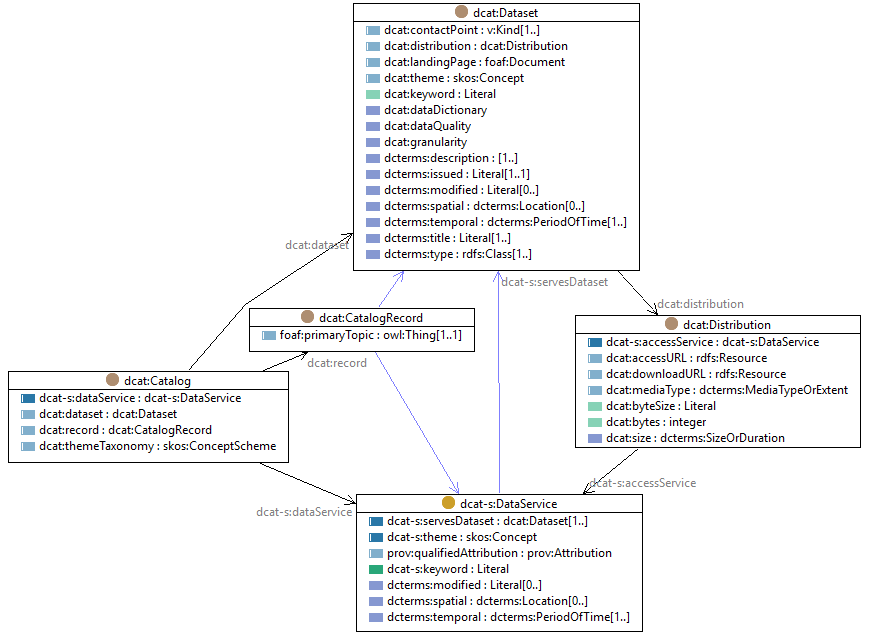 dcat:Dataset
dcat:contactPoint : v:Kind[1..]
dcat:distribution : dcat:Distribution
dcat:landingPage : foaf:Document
dcat:theme : skos:Concept
dcat:keyword : Literal
dcat:dataDictionary
dcat:dataQuality
dcat:granularity
dcterms:description : [1..]
dcterms:issued : Literal[1..1]
dcterms:modified : Literal[0..]
dcterms:spatial : dcterms:Location[0..]
dcterms:temporal : dcterms:PeriodOfTime[1..]
dcterms:title : Literal[1..]
dcterms:type : rdfs:Class[1..]
dcat:dataset
dcat-s:servesDataset
dcat:distribution
dcat:CatalogRecord
foaf:primaryTopic : owl:Thing[1..1]
dcat:record
dcat:Distribution
dcat-s:accessService : dcat-s:DataService
dcat:accessURL : rdfs:Resource
dcat:downloadURL : rdfs:Resource
dcat:mediaType : dcterms:MediaTypeOrExtent
dcat:byteSize : Literal
dcat:bytes : integer
dcat:size : dcterms:SizeOrDuration
dcat:Catalog
dcat-s:dataService : dcat-s:DataService
dcat:dataset : dcat:Dataset
dcat:record : dcat:CatalogRecord
dcat:themeTaxonomy : skos:ConceptScheme
dcat-s:dataService
dcat-s:accessService
dcat-s:DataService
dcat-s:servesDataset : dcat:Dataset[1..]
dcat-s:theme : skos:Concept
prov:qualifiedAttribution : prov:Attribution
dcat-s:keyword : Literal
dcterms:modified : Literal[0..]
dcterms:spatial : dcterms:Location[0..]
dcterms:temporal : dcterms:PeriodOfTime[1..]